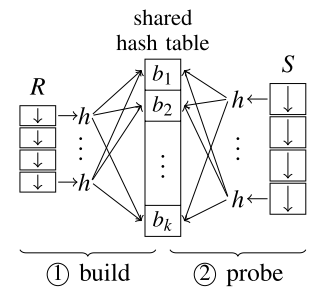 shared
hash table
R
S
b₁
h
h
b₂
⋮
⋮
⋮
h
h
bₖ
① build
② probe